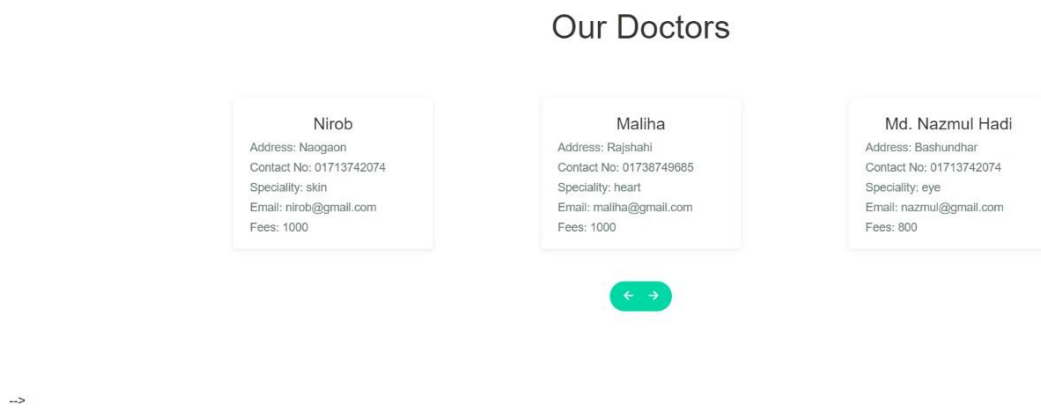 Our Doctors
Nirob
Address: Naogaon
Contact No: 01713742074
Speciality: skin
Email: nirob@gmail.com
Fees: 1000
Maliha
Address: Rajshahi
Contact No: 01738749685
Speciality: heart
Email: maliha@gmail.com
Fees: 1000
Md. Nazmul Hadi
Address: Bashundhar
Contact No: 01713742074
Speciality: eye
Email: nazmul@gmail.com
Fees: 800
← →
-->